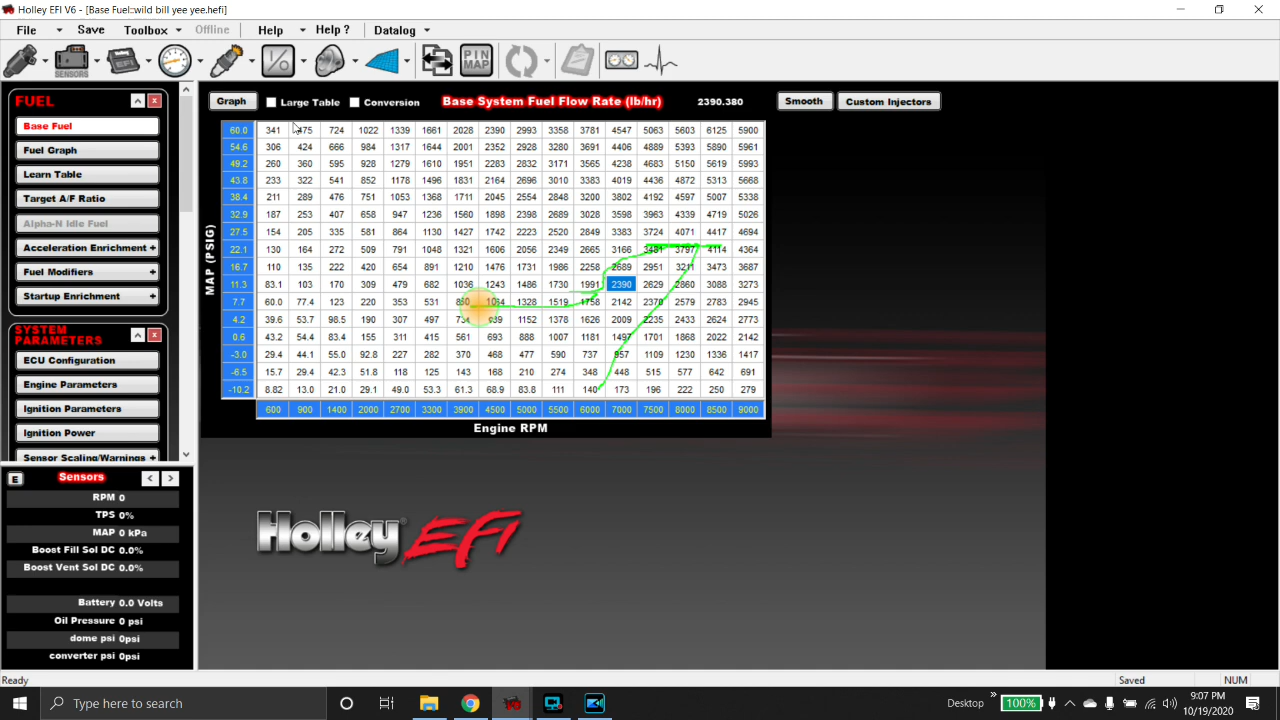 Holley EFI V6 - [Base Fuel:wild bill yee yee.hefi]
File Save Toolbox Offline Help Help ? Datalog
SENSORS EFI I/O PIN MAP
FUEL
Base Fuel
Fuel Graph
Learn Table
Target A/F Ratio
Alpha-N Idle Fuel
Acceleration Enrichment +
Fuel Modifiers +
Startup Enrichment +
SYSTEM PARAMETERS
ECU Configuration
Engine Parameters
Ignition Parameters
Ignition Power
Sensor Scaling/Warnings +
E Sensors < >
RPM 0
TPS 0%
MAP 0 kPa
Boost Fill Sol DC 0.0%
Boost Vent Sol DC 0.0%
Battery 0.0 Volts
Oil Pressure 0 psi
dome psi 0psi
converter psi 0psi
Graph Large Table Conversion Base System Fuel Flow Rate (lb/hr) 2390.380 Smooth Custom Injectors
MAP (PSIG)
60.0 341 475 724 1022 1339 1661 2028 2390 2993 3358 3781 4547 5063 5603 6125 5900
54.6 306 424 666 984 1317 1644 2001 2352 2928 3280 3691 4406 4889 5393 5890 5961
49.2 260 360 595 928 1279 1610 1951 2283 2832 3171 3565 4238 4683 5150 5619 5993
43.8 233 322 541 852 1178 1496 1831 2164 2696 3010 3383 4019 4436 4872 5313 5668
38.4 211 289 476 751 1053 1368 1711 2045 2554 2848 3200 3802 4192 4597 5007 5338
32.9 187 253 407 658 947 1236 1560 1898 2398 2689 3028 3598 3963 4339 4719 5026
27.5 154 205 335 581 864 1130 1427 1742 2223 2520 2849 3383 3724 4071 4417 4694
22.1 130 164 272 509 791 1048 1321 1606 2056 2349 2665 3166 3481 3797 4114 4364
16.7 110 135 222 420 654 891 1210 1476 1731 1986 2258 2689 2951 3211 3473 3687
11.3 83.1 103 170 309 479 682 1036 1243 1486 1730 1991 2390 2629 2860 3088 3273
7.7 60.0 77.4 123 220 353 531 1064 1328 1519 1758 2142 2370 2579 2783 2945
4.2 39.6 53.7 98.5 190 307 497 1152 1378 1626 2009 2235 2433 2624 2773
0.6 43.2 54.4 83.4 155 311 415 561 693 888 1007 1181 1497 1701 1868 2022 2142
-3.0 29.4 44.1 55.0 92.8 227 282 370 468 477 590 737 957 1109 1230 1336 1417
-6.5 15.7 29.4 42.3 51.8 118 125 143 168 210 274 348 448 515 577 642 691
-10.2 8.82 13.0 21.0 29.1 49.0 53.3 61.3 68.9 83.8 111 140 173 196 222 250 279
600 900 1400 2000 2700 3300 3900 4500 5000 5500 6000 7000 7500 8000 8500 9000
Engine RPM
Holley EFI
Ready Saved NUM
Type here to search Desktop 100% 9:07 PM
10/19/2020